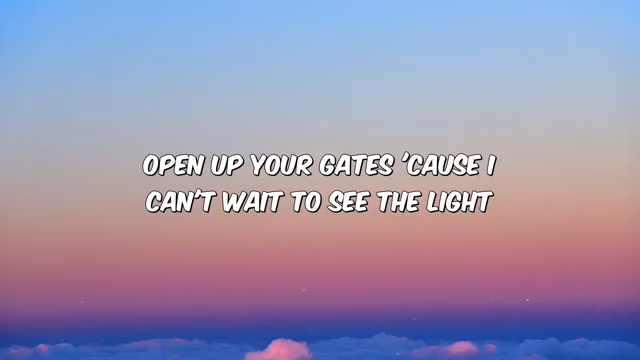 OPEN UP YOUR GATES 'CAUSE I
CAN'T WAIT TO SEE THE LIGHT